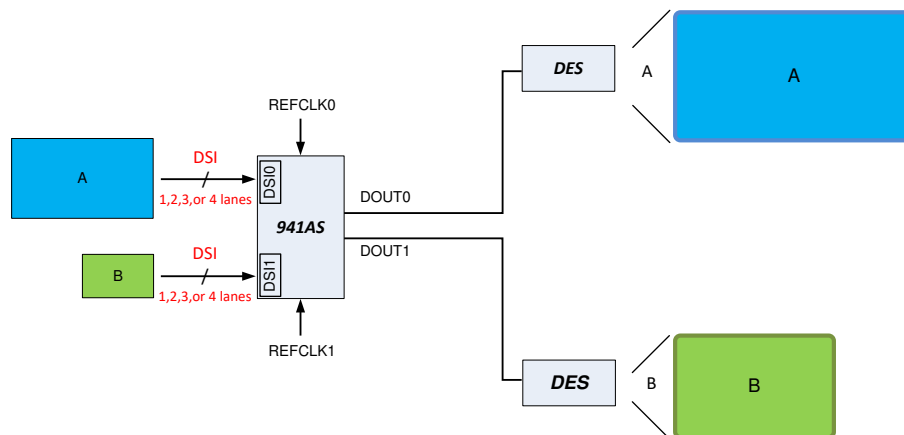 DES
A
A
REFCLK0
A
DSI
1,2,3,or 4 lanes
DSI0
DOUT0
941AS
DOUT1
B
DSI
1,2,3,or 4 lanes
DSI1
REFCLK1
DES
B
B